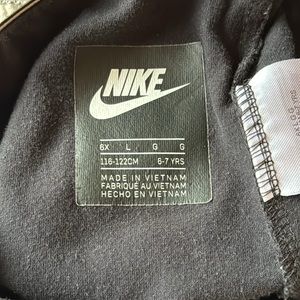 NIKE
6X L G G
116-122CM 6-7 YRS
MADE IN VIETNAM
FABRIQUÉ AU VIETNAM
HECHO EN VIETNAM